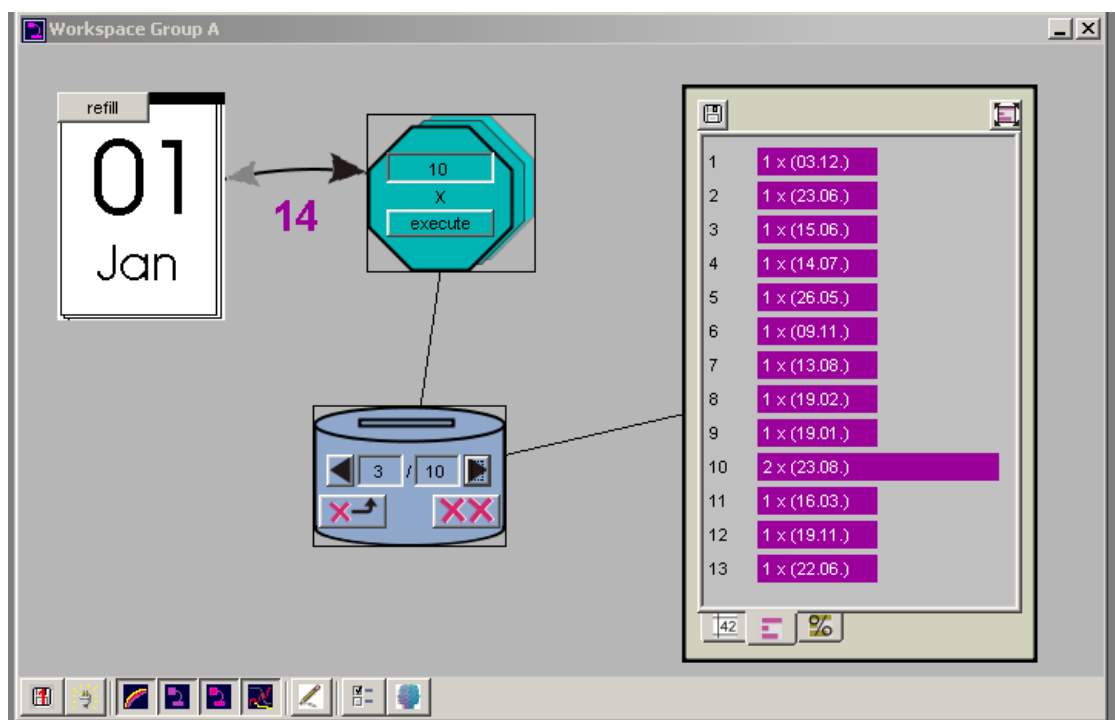 Workspace Group A
refill
01
Jan
14
10
X
execute
3 / 10
1 1 x (03.12.)
2 1 x (23.06.)
3 1 x (15.06.)
4 1 x (14.07.)
5 1 x (26.05.)
6 1 x (09.11.)
7 1 x (13.08.)
8 1 x (19.02.)
9 1 x (19.01.)
10 2 x (23.08.)
11 1 x (16.03.)
12 1 x (19.11.)
13 1 x (22.06.)
42 %